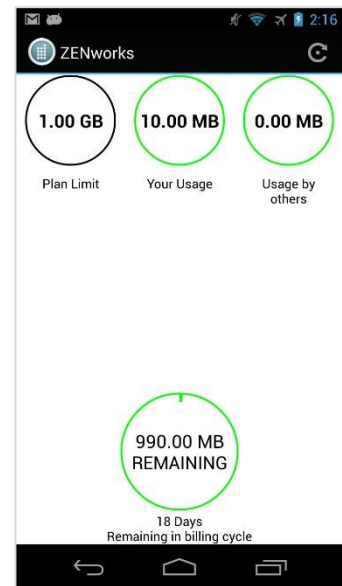 2:16
ZENworks
1.00 GB
10.00 MB
0.00 MB
Plan Limit
Your Usage
Usage by
others
990.00 MB
REMAINING
18 Days
Remaining in billing cycle